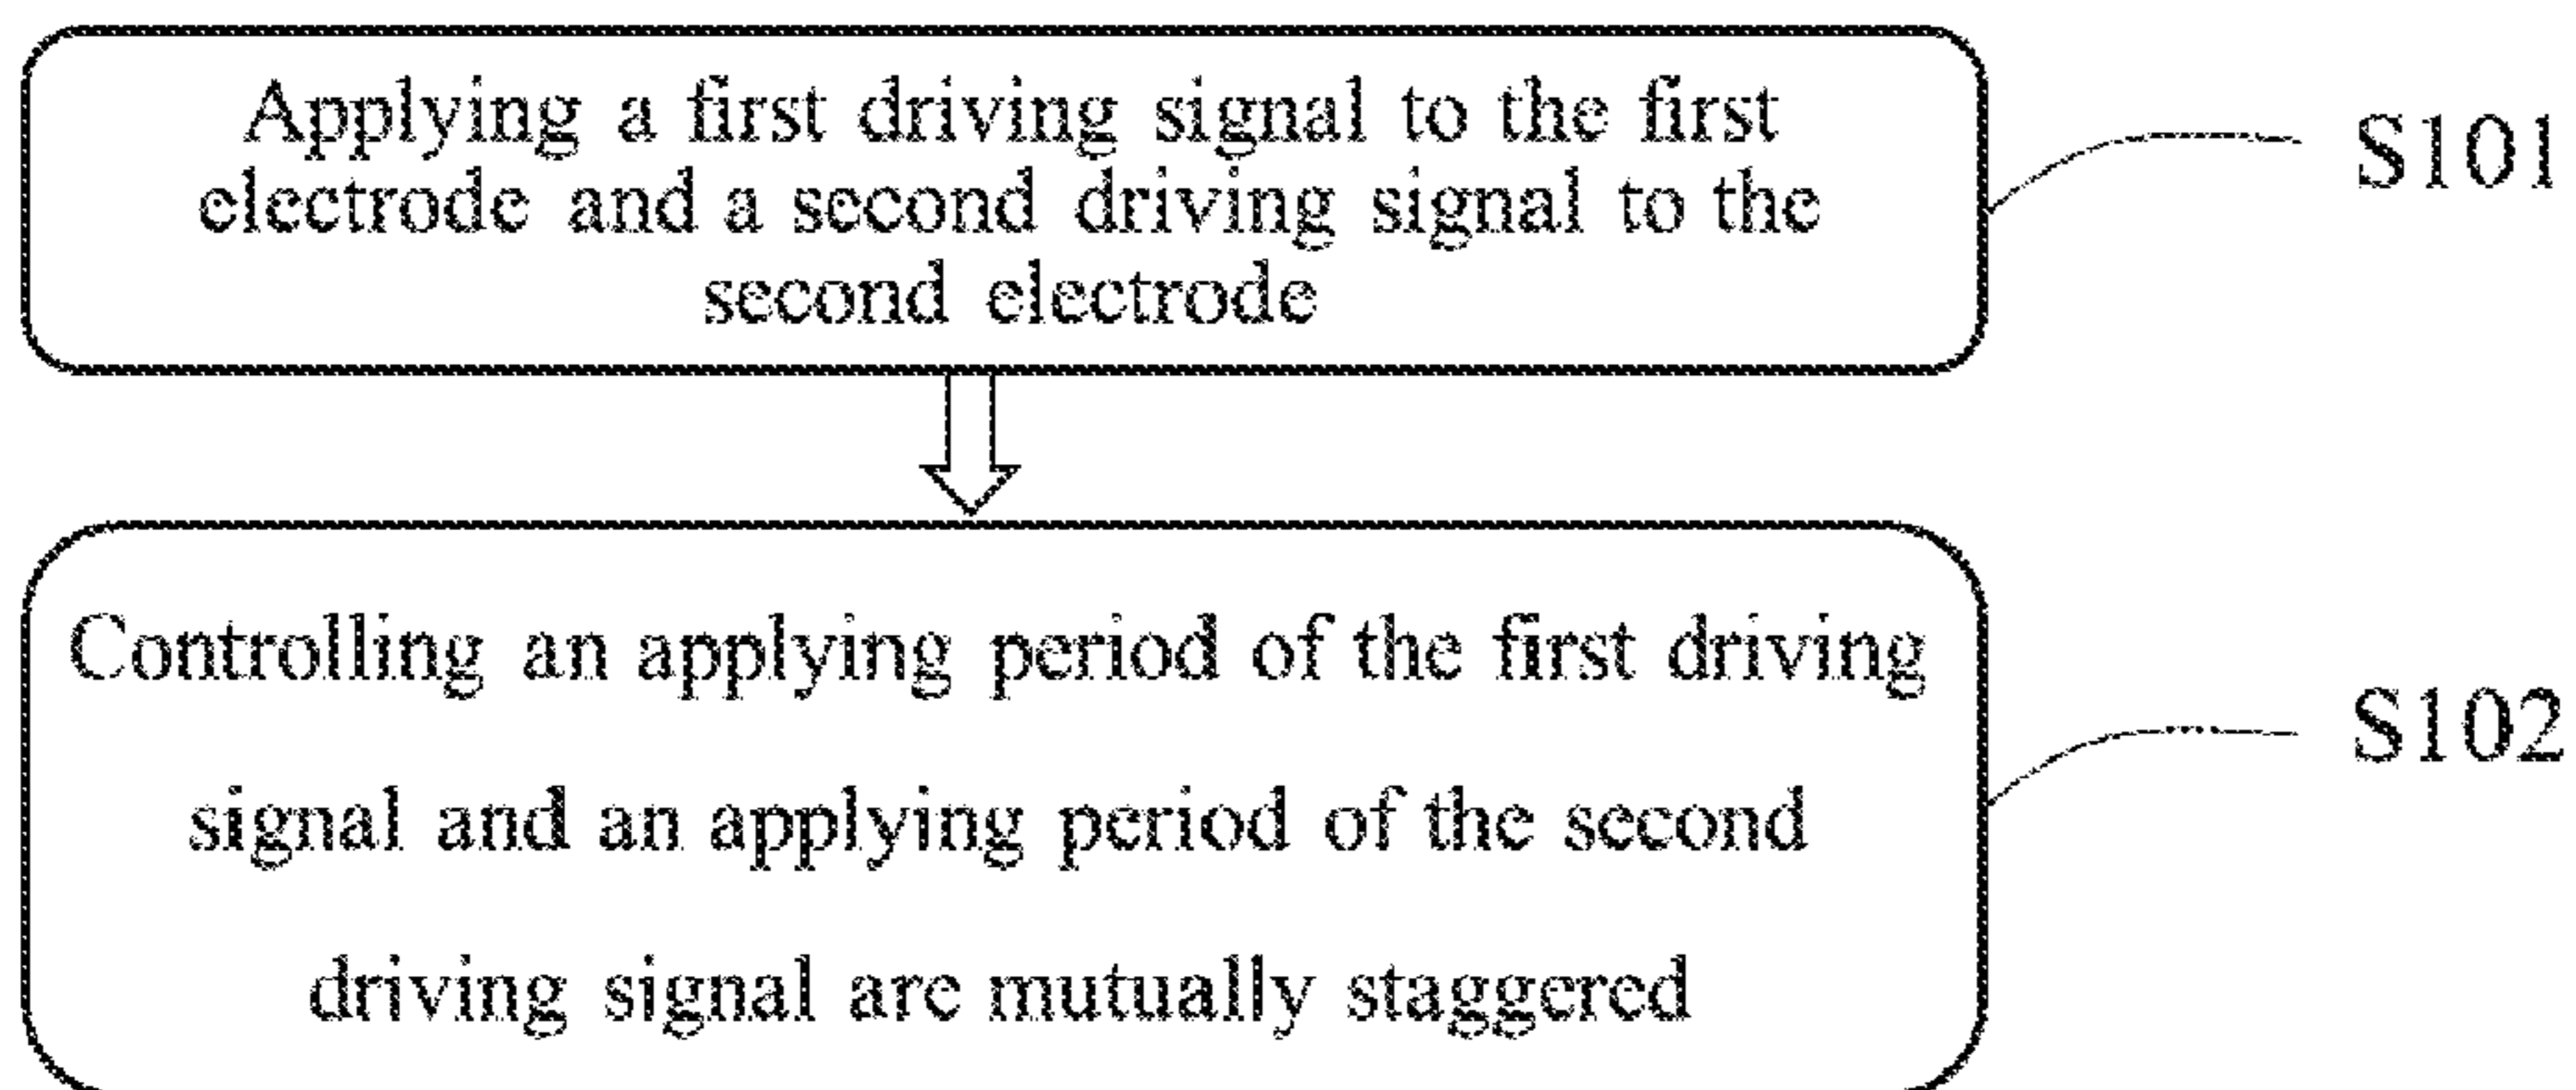 Applying a first driving signal to the first
electrode and a second driving signal to the
second electrode
S101
Controlling an applying period of the first driving
signal and an applying period of the second
driving signal are mutually staggered
S102